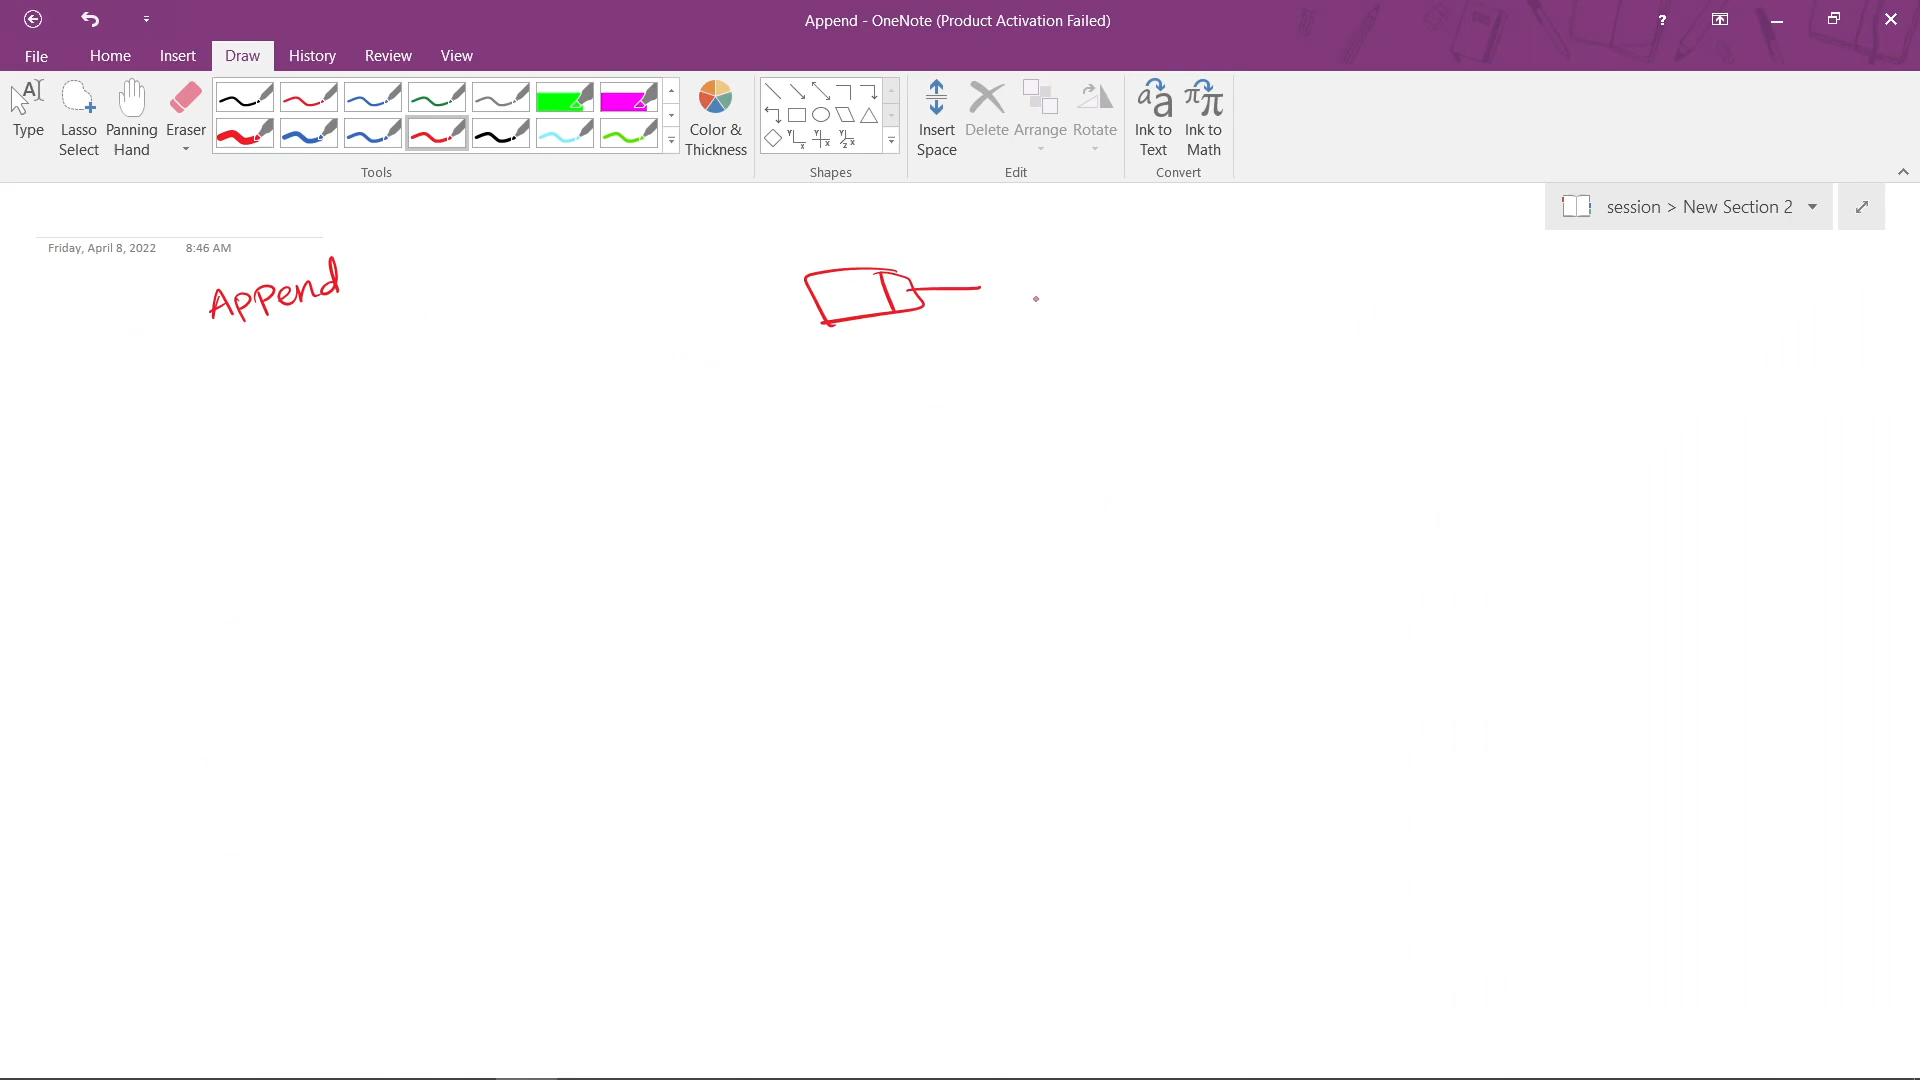 Append - OneNote (Product Activation Failed)
?
File Home Insert Draw History Review View
Type
Lasso Select
Panning Hand
Eraser
Color & Thickness
Insert Space
Delete
Arrange
Rotate
Ink to Text
Ink to Math
Tools
Shapes
Edit
Convert
session > New Section 2
Friday, April 8, 2022 8:46 AM
Append